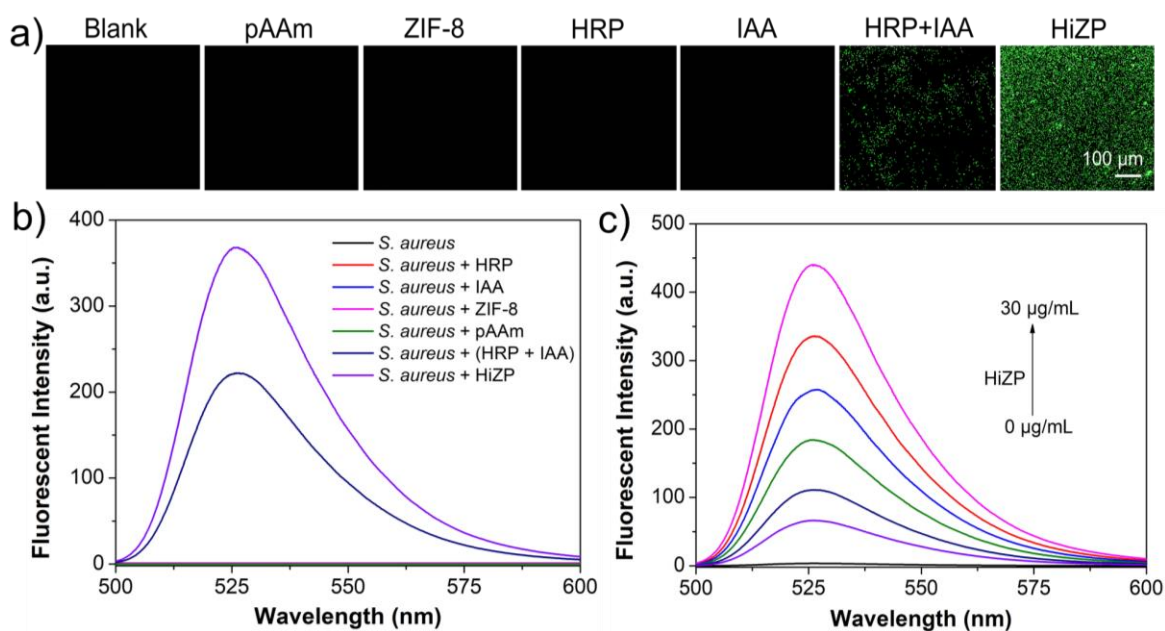 a) Blank pAAm ZIF-8 HRP IAA HRP+IAA HiZP
100 µm
b)
400
300
200
100
0
Fluorescent Intensity (a.u.)
S. aureus
S. aureus + HRP
S. aureus + IAA
S. aureus + ZIF-8
S. aureus + pAAm
S. aureus + (HRP + IAA)
S. aureus + HiZP
500 525 550 575 600
Wavelength (nm)
c)
500
400
300
200
100
0
Fluorescent Intensity (a.u.)
30 µg/mL
HiZP
0 µg/mL
500 525 550 575 600
Wavelength (nm)